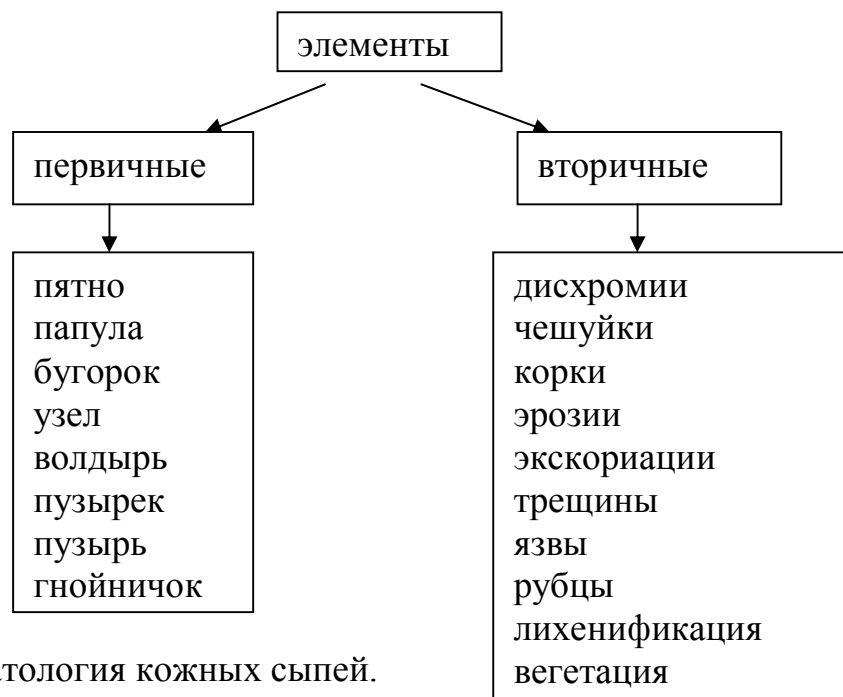 элементы
первичные
вторичные
пятно
папула
бугорок
узел
волдырь
пузырек
пузырь
гнойничок
дисхромии
чешуйки
корки
эрозии
экскориации
трещины
язвы
рубцы
лихенификация
вегетация
кожных сыпей.